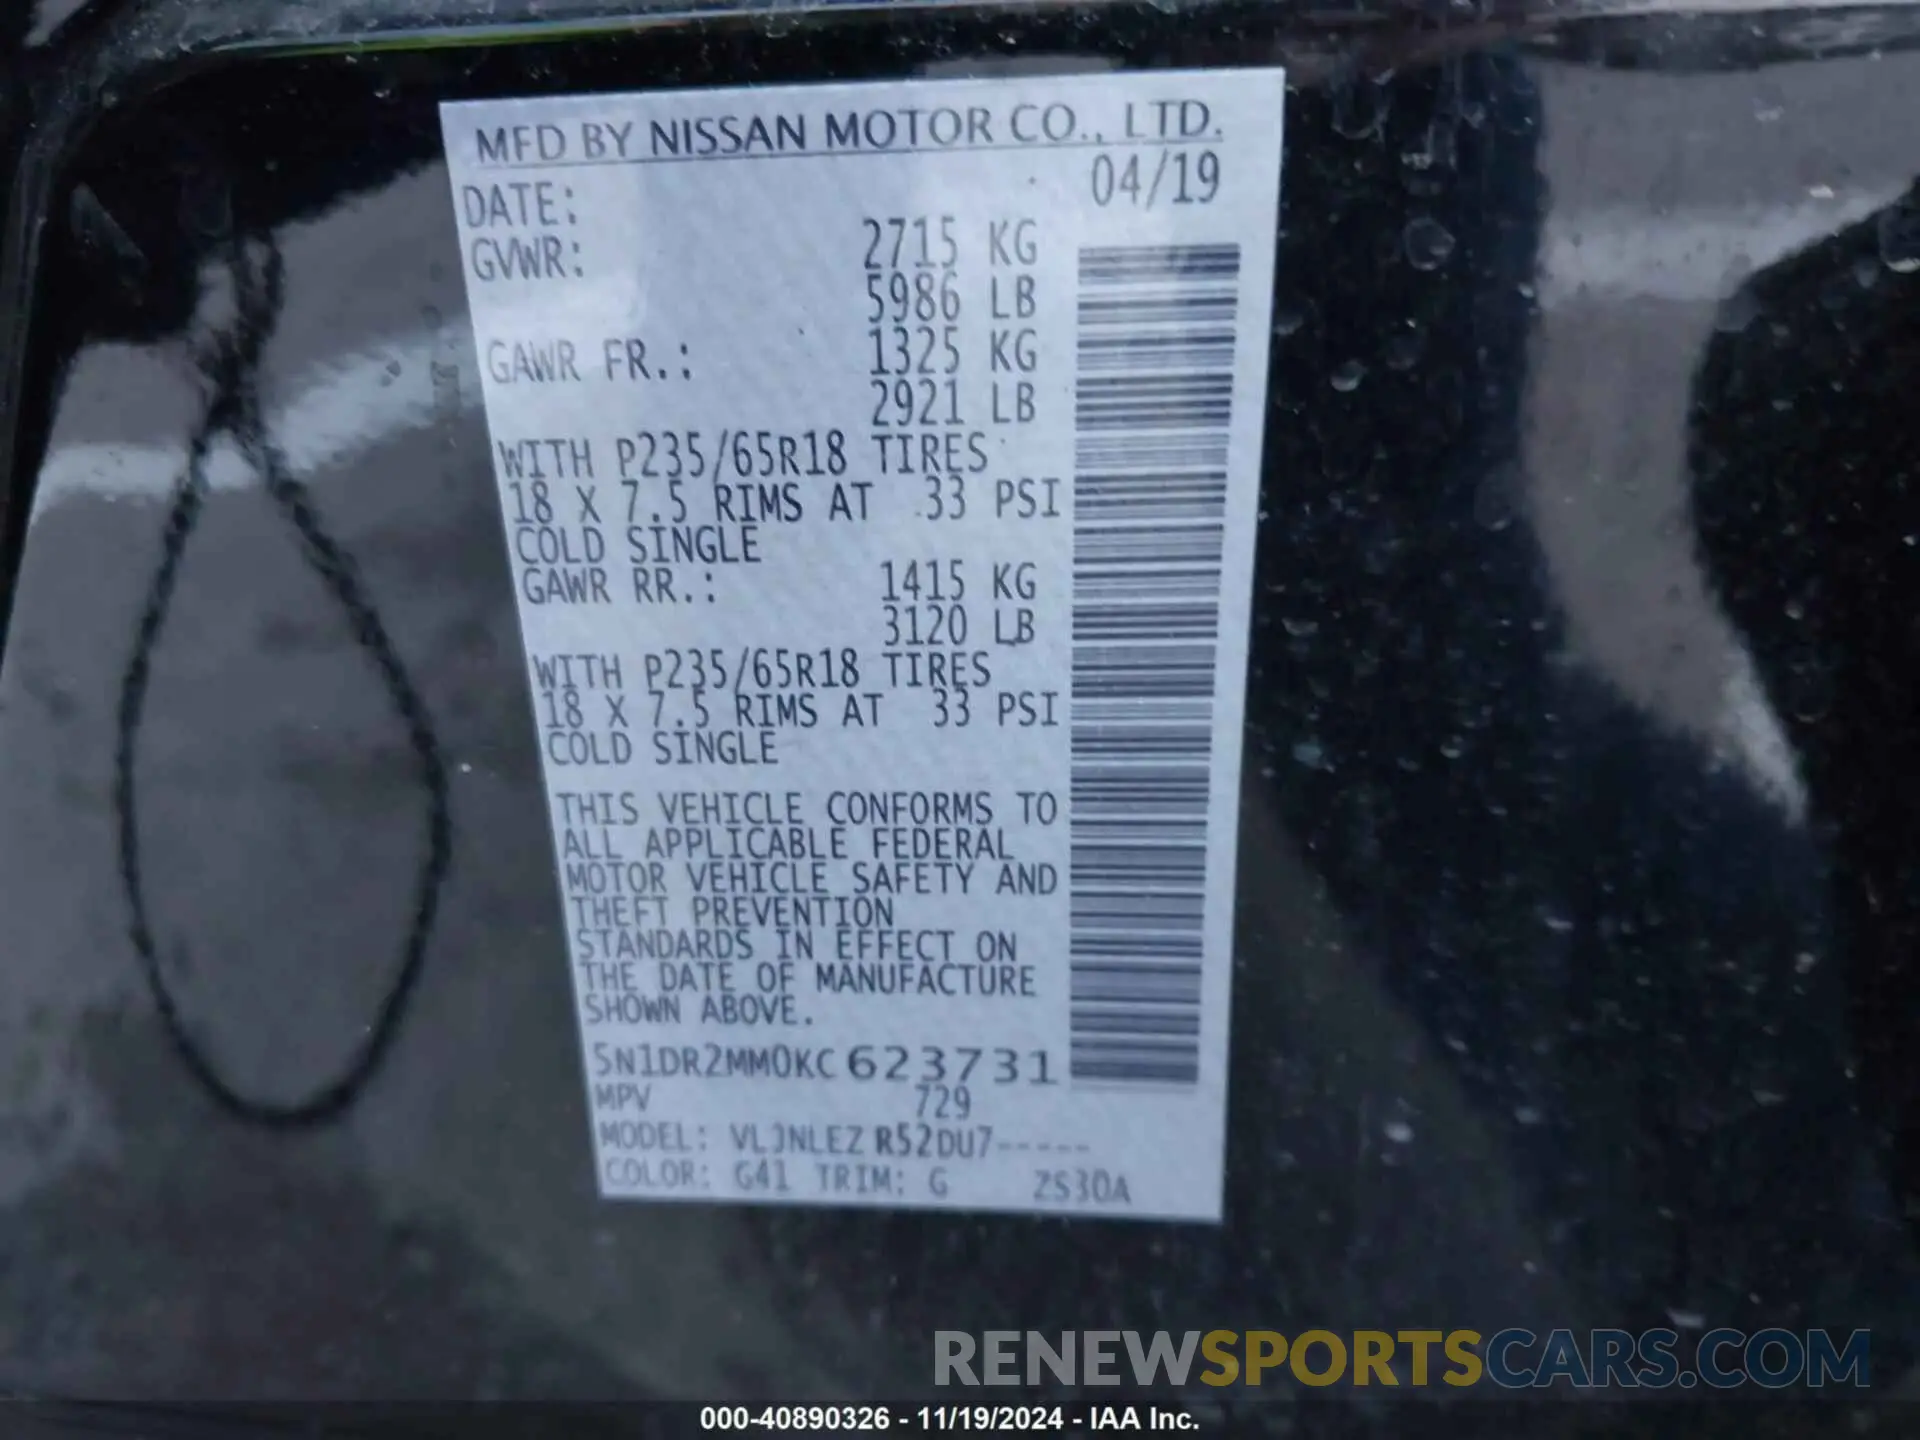 MFD BY NISSAN MOTOR CO., LTD.
DATE: 04/19
GVWR: 2715 KG
5986 LB
GAWR FR.: 1325 KG
2921 LB
WITH P235/65R18 TIRES
18 X 7.5 RIMS AT 33 PSI
COLD SINGLE
GAWR RR.: 1415 KG
3120 LB
WITH P235/65R18 TIRES
18 X 7.5 RIMS AT 33 PSI
COLD SINGLE
THIS VEHICLE CONFORMS TO
ALL APPLICABLE FEDERAL
MOTOR VEHICLE SAFETY AND
THEFT PREVENTION
STANDARDS IN EFFECT ON
THE DATE OF MANUFACTURE
SHOWN ABOVE.
5N1DR2MM0KC623731
MPV 729
MODEL: VLJNLEZ R52DU7-----
COLOR: G41 TRIM: G ZS30A
RENEWSPORTSCARS.COM
000-40890326 - 11/19/2024 - IAA Inc.